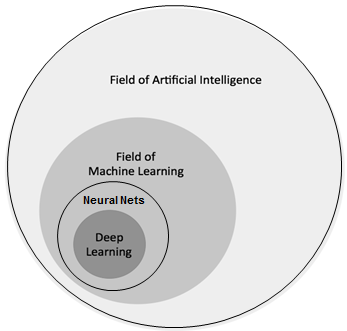 Field of Artificial Intelligence
Field of
Machine Learning
Neural Nets
Deep
Learning